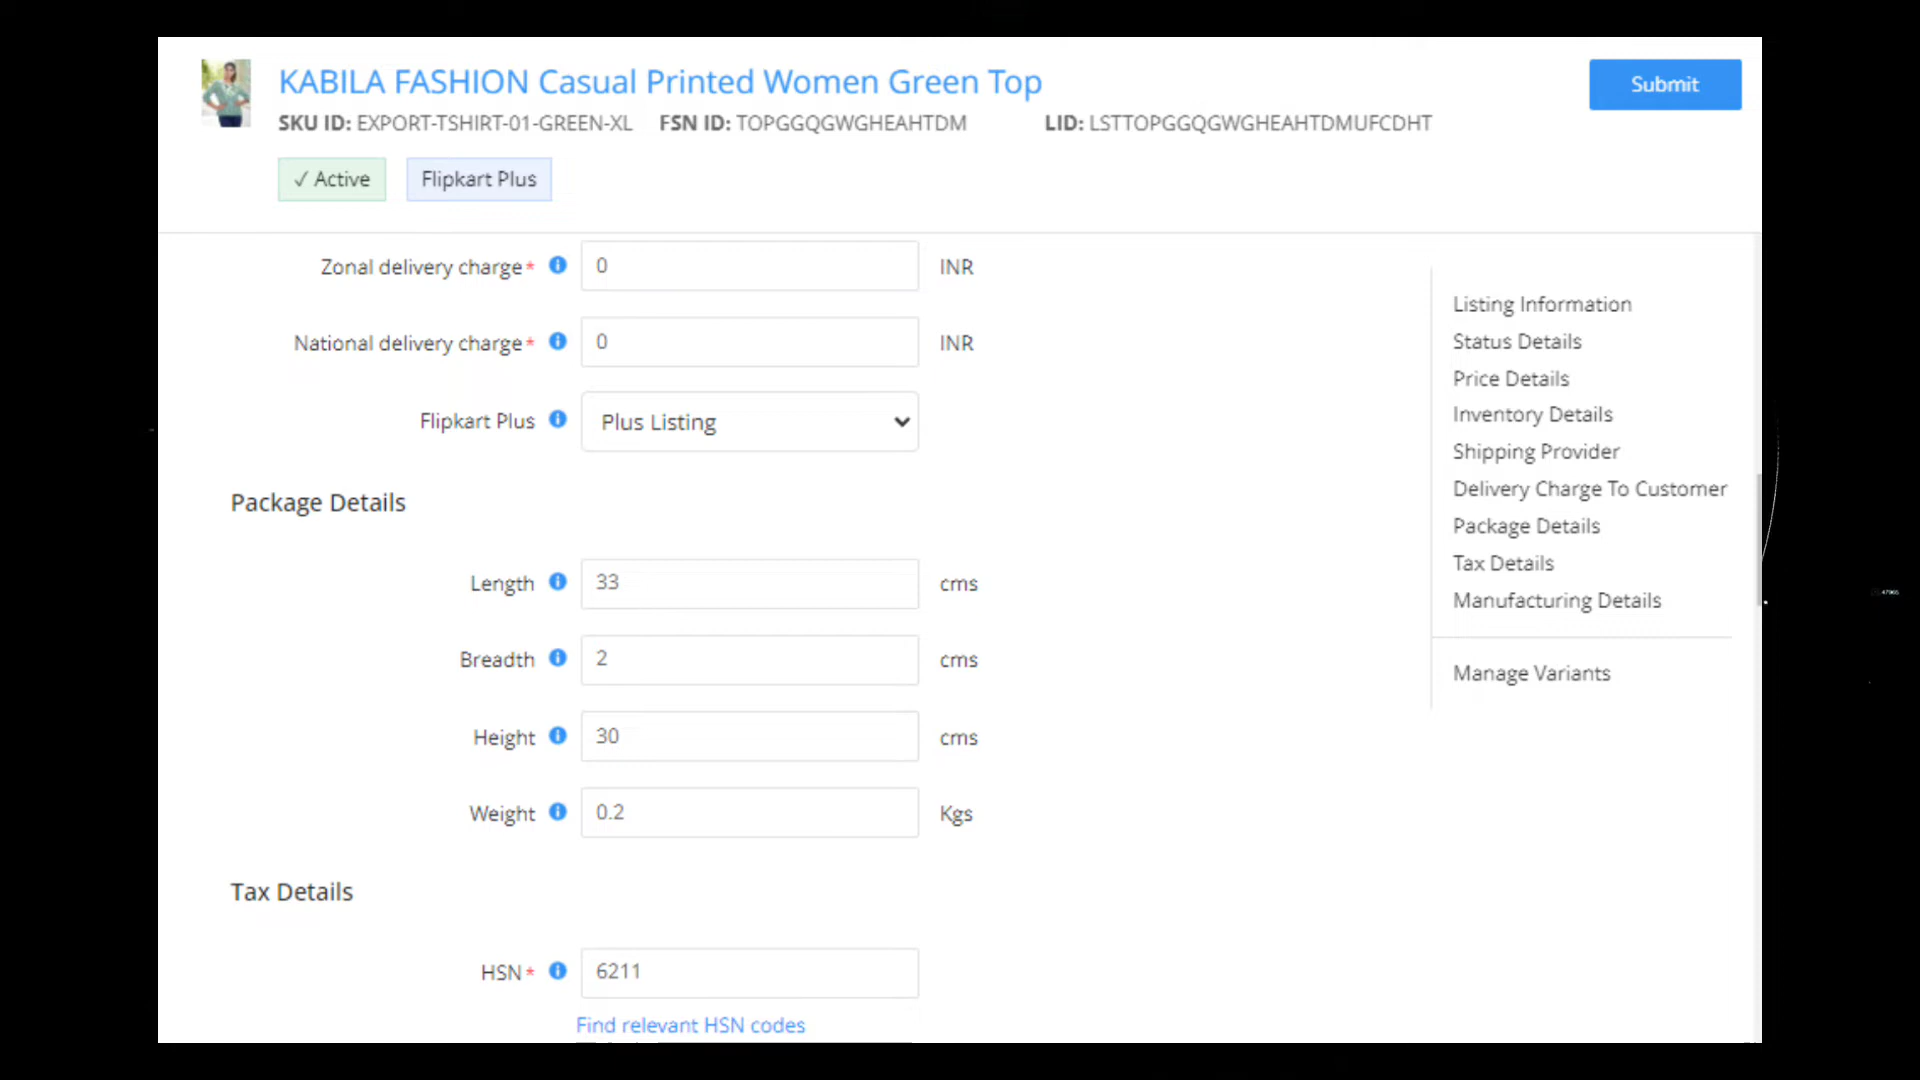 KABILA FASHION Casual Printed Women Green Top
Submit
SKU ID: EXPORT-TSHIRT-01-GREEN-XL FSN ID: TOPGGQGWGHEAHTDM LID: LSTTOPGGQGWGHEAHTDMUFCDHT
✓ Active Flipkart Plus
Zonal delivery charge* 0 INR
National delivery charge* 0 INR
Flipkart Plus Plus Listing
Package Details
Length 33 cms
Breadth 2 cms
Height 30 cms
Weight 0.2 Kgs
Tax Details
HSN* 6211
Find relevant HSN codes
Listing Information
Status Details
Price Details
Inventory Details
Shipping Provider
Delivery Charge To Customer
Package Details
Tax Details
Manufacturing Details
Manage Variants